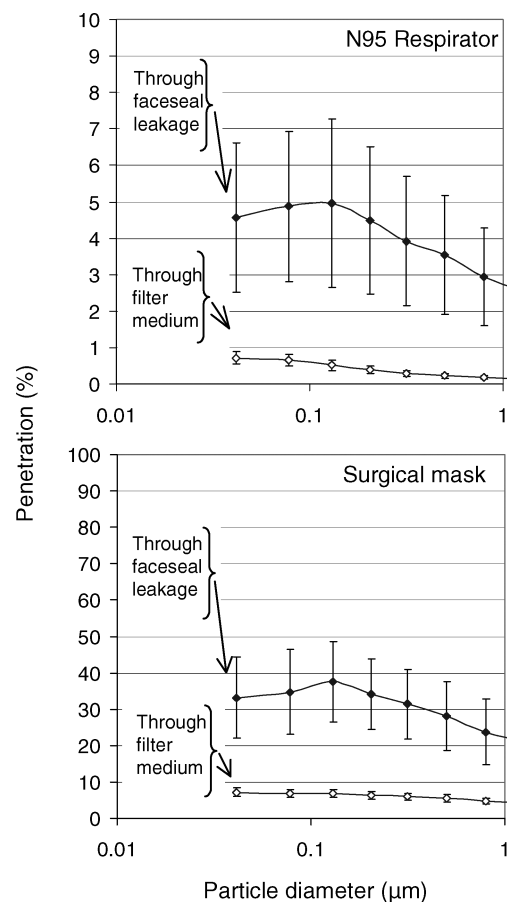 N95 Respirator
10
9
8
7
6
5
4
3
2
1
0
Through
faceseal
leakage
Through
filter
medium
0.01
0.1
1
Penetration (%)
Surgical mask
100
90
80
70
60
50
40
30
20
10
0
Through
faceseal
leakage
Through
filter
medium
0.01
0.1
1
Particle diameter (μm)